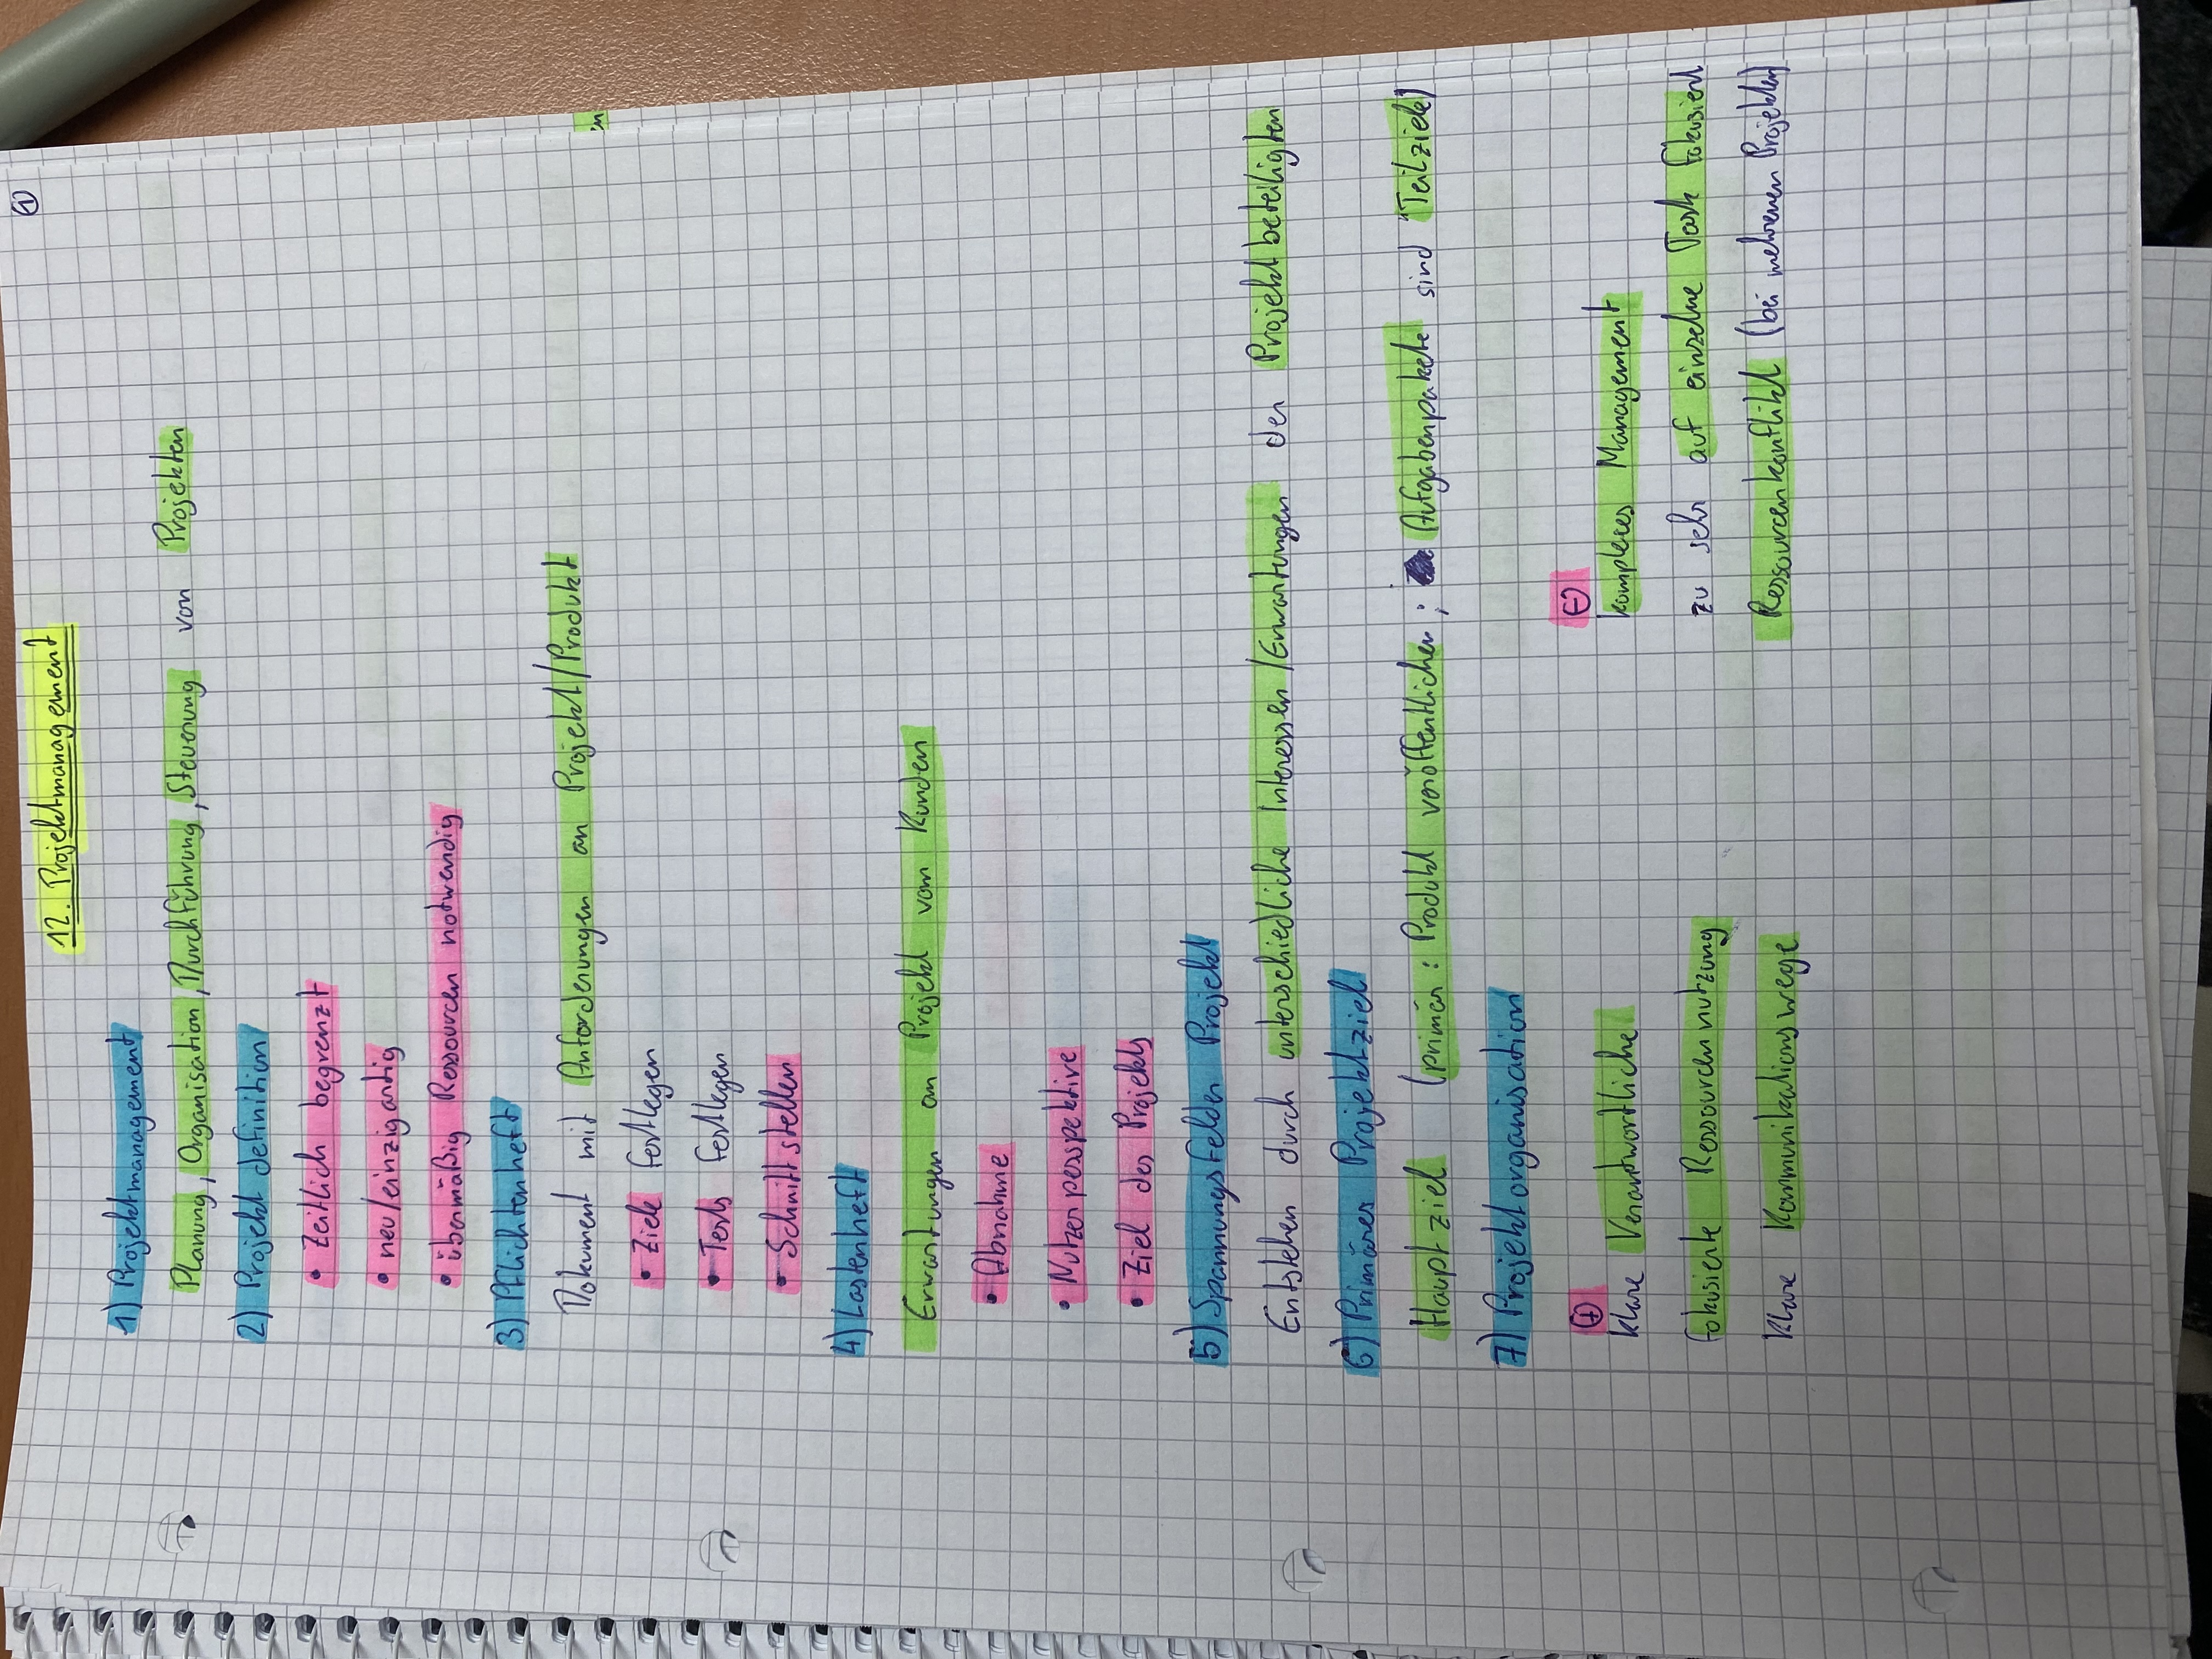 ①
12. Projektmanagement
1) Projektmanagement
Planung, Organisation, Durchführung, Steuerung von Projekten
2) Projekt definition
• Zeitlich begrenzt
• neu/einzigartig
• übermäßig Ressourcen notwendig
3) Pflichtenheft
Dokument mit Anforderungen an Projekt/Produkt
en
• Ziele festlegen
• Tests festlegen
• Schnittstellen
4) Lastenheft
Erwartungen an Projekt vom Kunden
• Abnahme
• Nutzerperspektive
• Ziel des Projekts
5) Spannungsfelder Projekt
Entstehen durch unterschiedliche Interessen/Erwartungen der Projektbeteiligten
6) Primäres Projektziel
Hauptziel (primär: Produkt veröffentlichen; Aufgabenpakete sind "Teilziele)
7) Projektorganisation
⊕ ⊖
klare Verantwortliche komplexes Management
fokusierte Ressourcennutzung zu sehr auf einzelne Task fokusiert
klare Kommunikationswege Ressourcenkonflikt (bei mehreren Projekten)